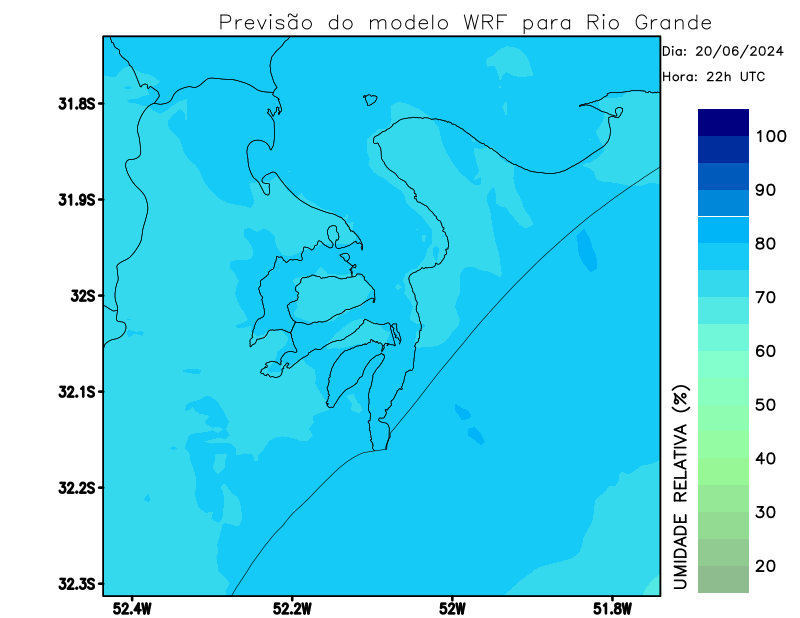 Previsão do modelo WRF para Rio Grande
Dia: 20/06/2024
Hora: 22h UTC
31.8S
31.9S
32S
32.1S
32.2S
32.3S
52.4W
52.2W
52W
51.8W
UMIDADE RELATIVA (%)
100
90
80
70
60
50
40
30
20